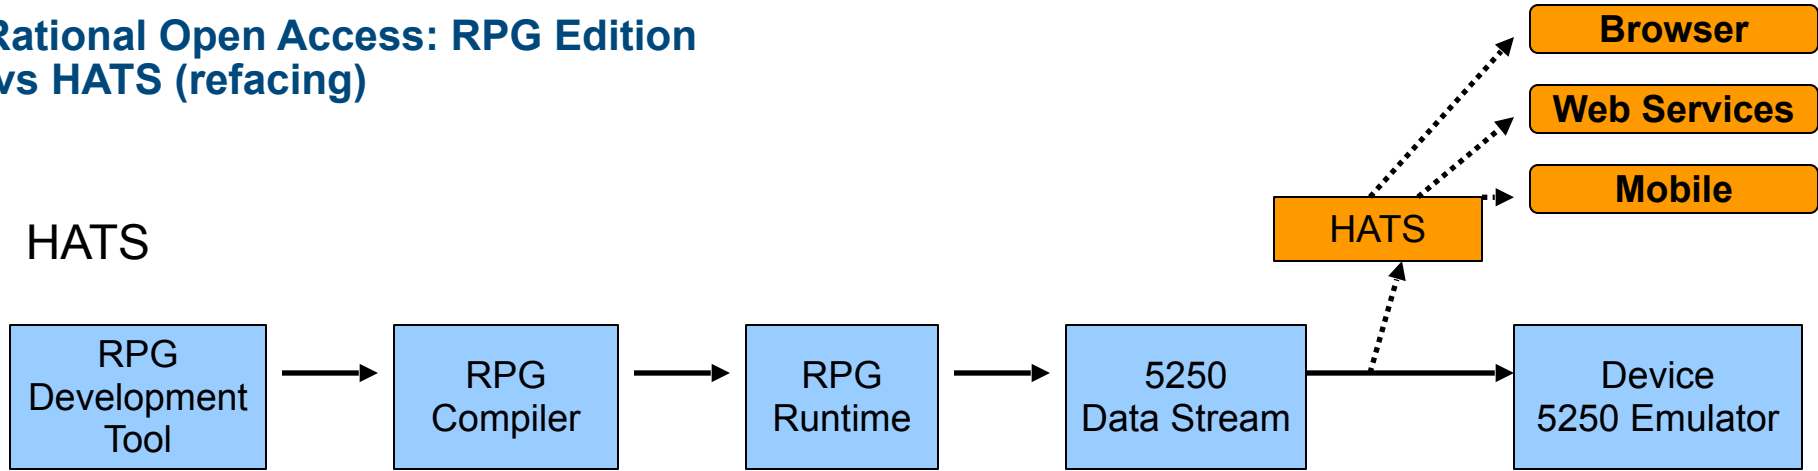 Rational Open Access: RPG Edition
vs HATS (refacing)
Browser
Web Services
Mobile
HATS
HATS
RPG
Development
Tool
RPG
Compiler
RPG
Runtime
5250
Data Stream
Device
5250 Emulator